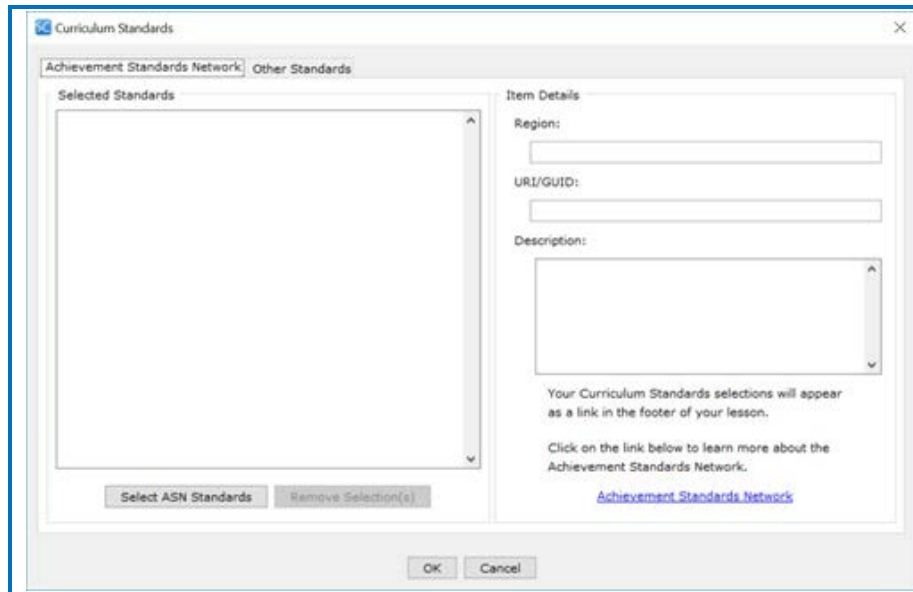 SC Curriculum Standards
Achievement Standards Network Other Standards
Selected Standards
Select ASN Standards Remove Selection(s)
Item Details
Region:
URI/GUID:
Description:
Your Curriculum Standards selections will appear
as a link in the footer of your lesson.
Click on the link below to learn more about the
Achievement Standards Network.
Achievement Standards Network
OK Cancel